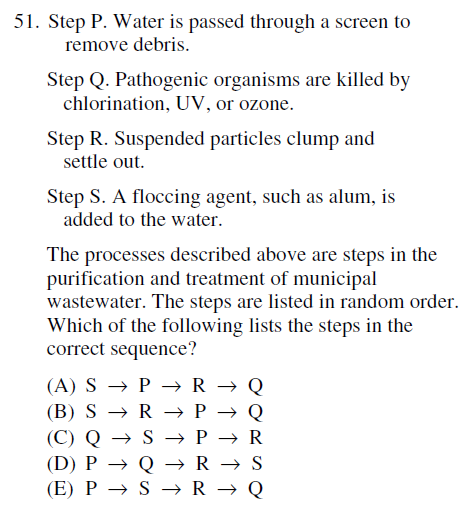 51. Step P. Water is passed through a screen to
remove debris.
Step Q. Pathogenic organisms are killed by
chlorination, UV, or ozone.
Step R. Suspended particles clump and
settle out.
Step S. A floccing agent, such as alum, is
added to the water.
The processes described above are steps in the
purification and treatment of municipal
wastewater. The steps are listed in random order.
Which of the following lists the steps in the
correct sequence?
(A) S → P → R → Q
(B) S → R → P → Q
(C) Q → S → P → R
(D) P → Q → R → S
(E) P → S → R → Q